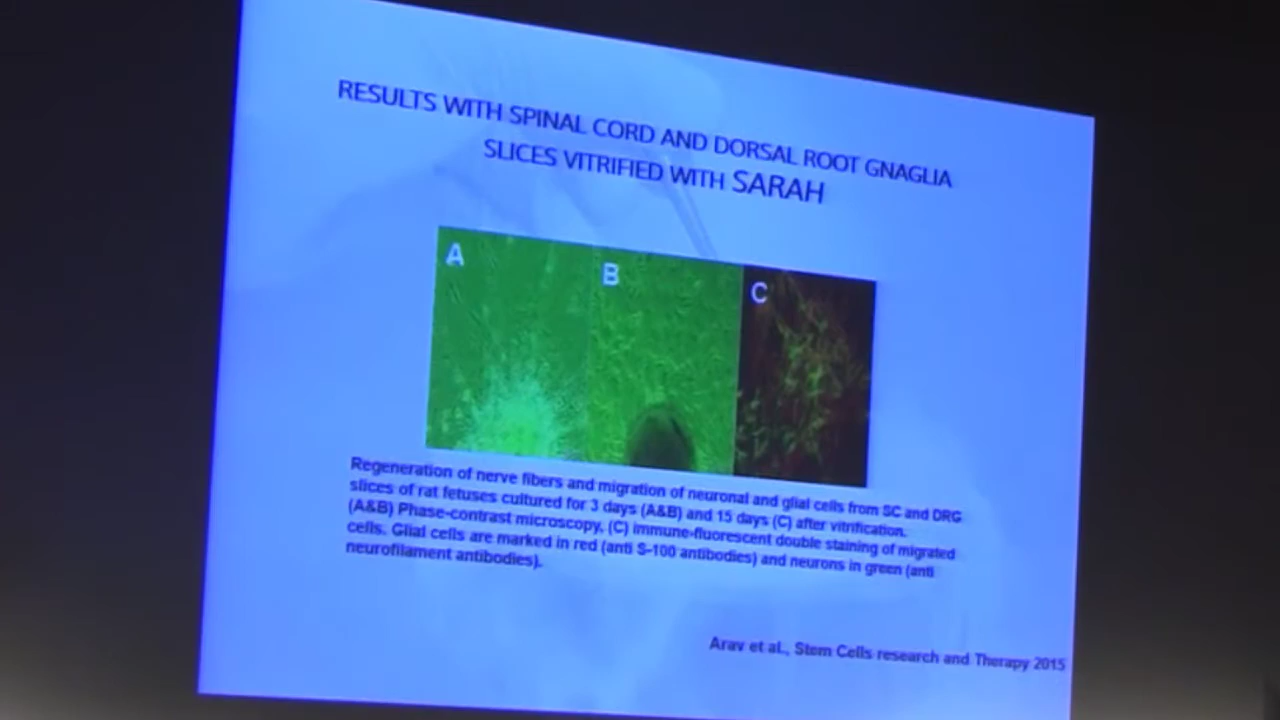 RESULTS WITH SPINAL CORD AND DORSAL ROOT GNAGLIA
SLICES VITRIFIED WITH SARAH
A
B
C
Regeneration of nerve fibers and migration of neuronal and glial cells from SC and DRG
slices of rat fetuses cultured for 3 days (A&B) and 15 days (C) after vitrification.
(A&B) Phase-contrast microscopy, (C) immune-fluorescent double staining of migrated
cells. Glial cells are marked in red (anti S-100 antibodies) and neurons in green (anti
neurofilament antibodies).
Arav et al., Stem Cells research and Therapy 2015